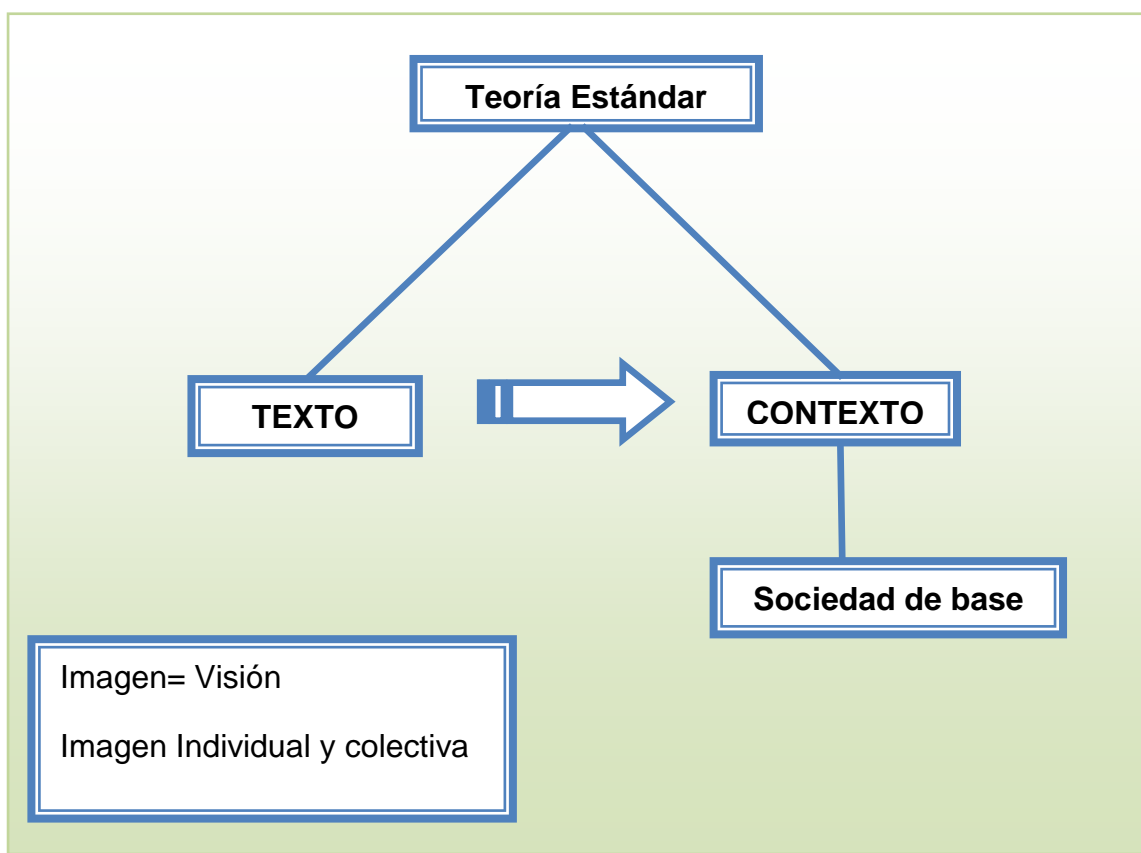 Teoría Estándar
TEXTO
CONTEXTO
Sociedad de base
Imagen= Visión
Imagen Individual y colectiva